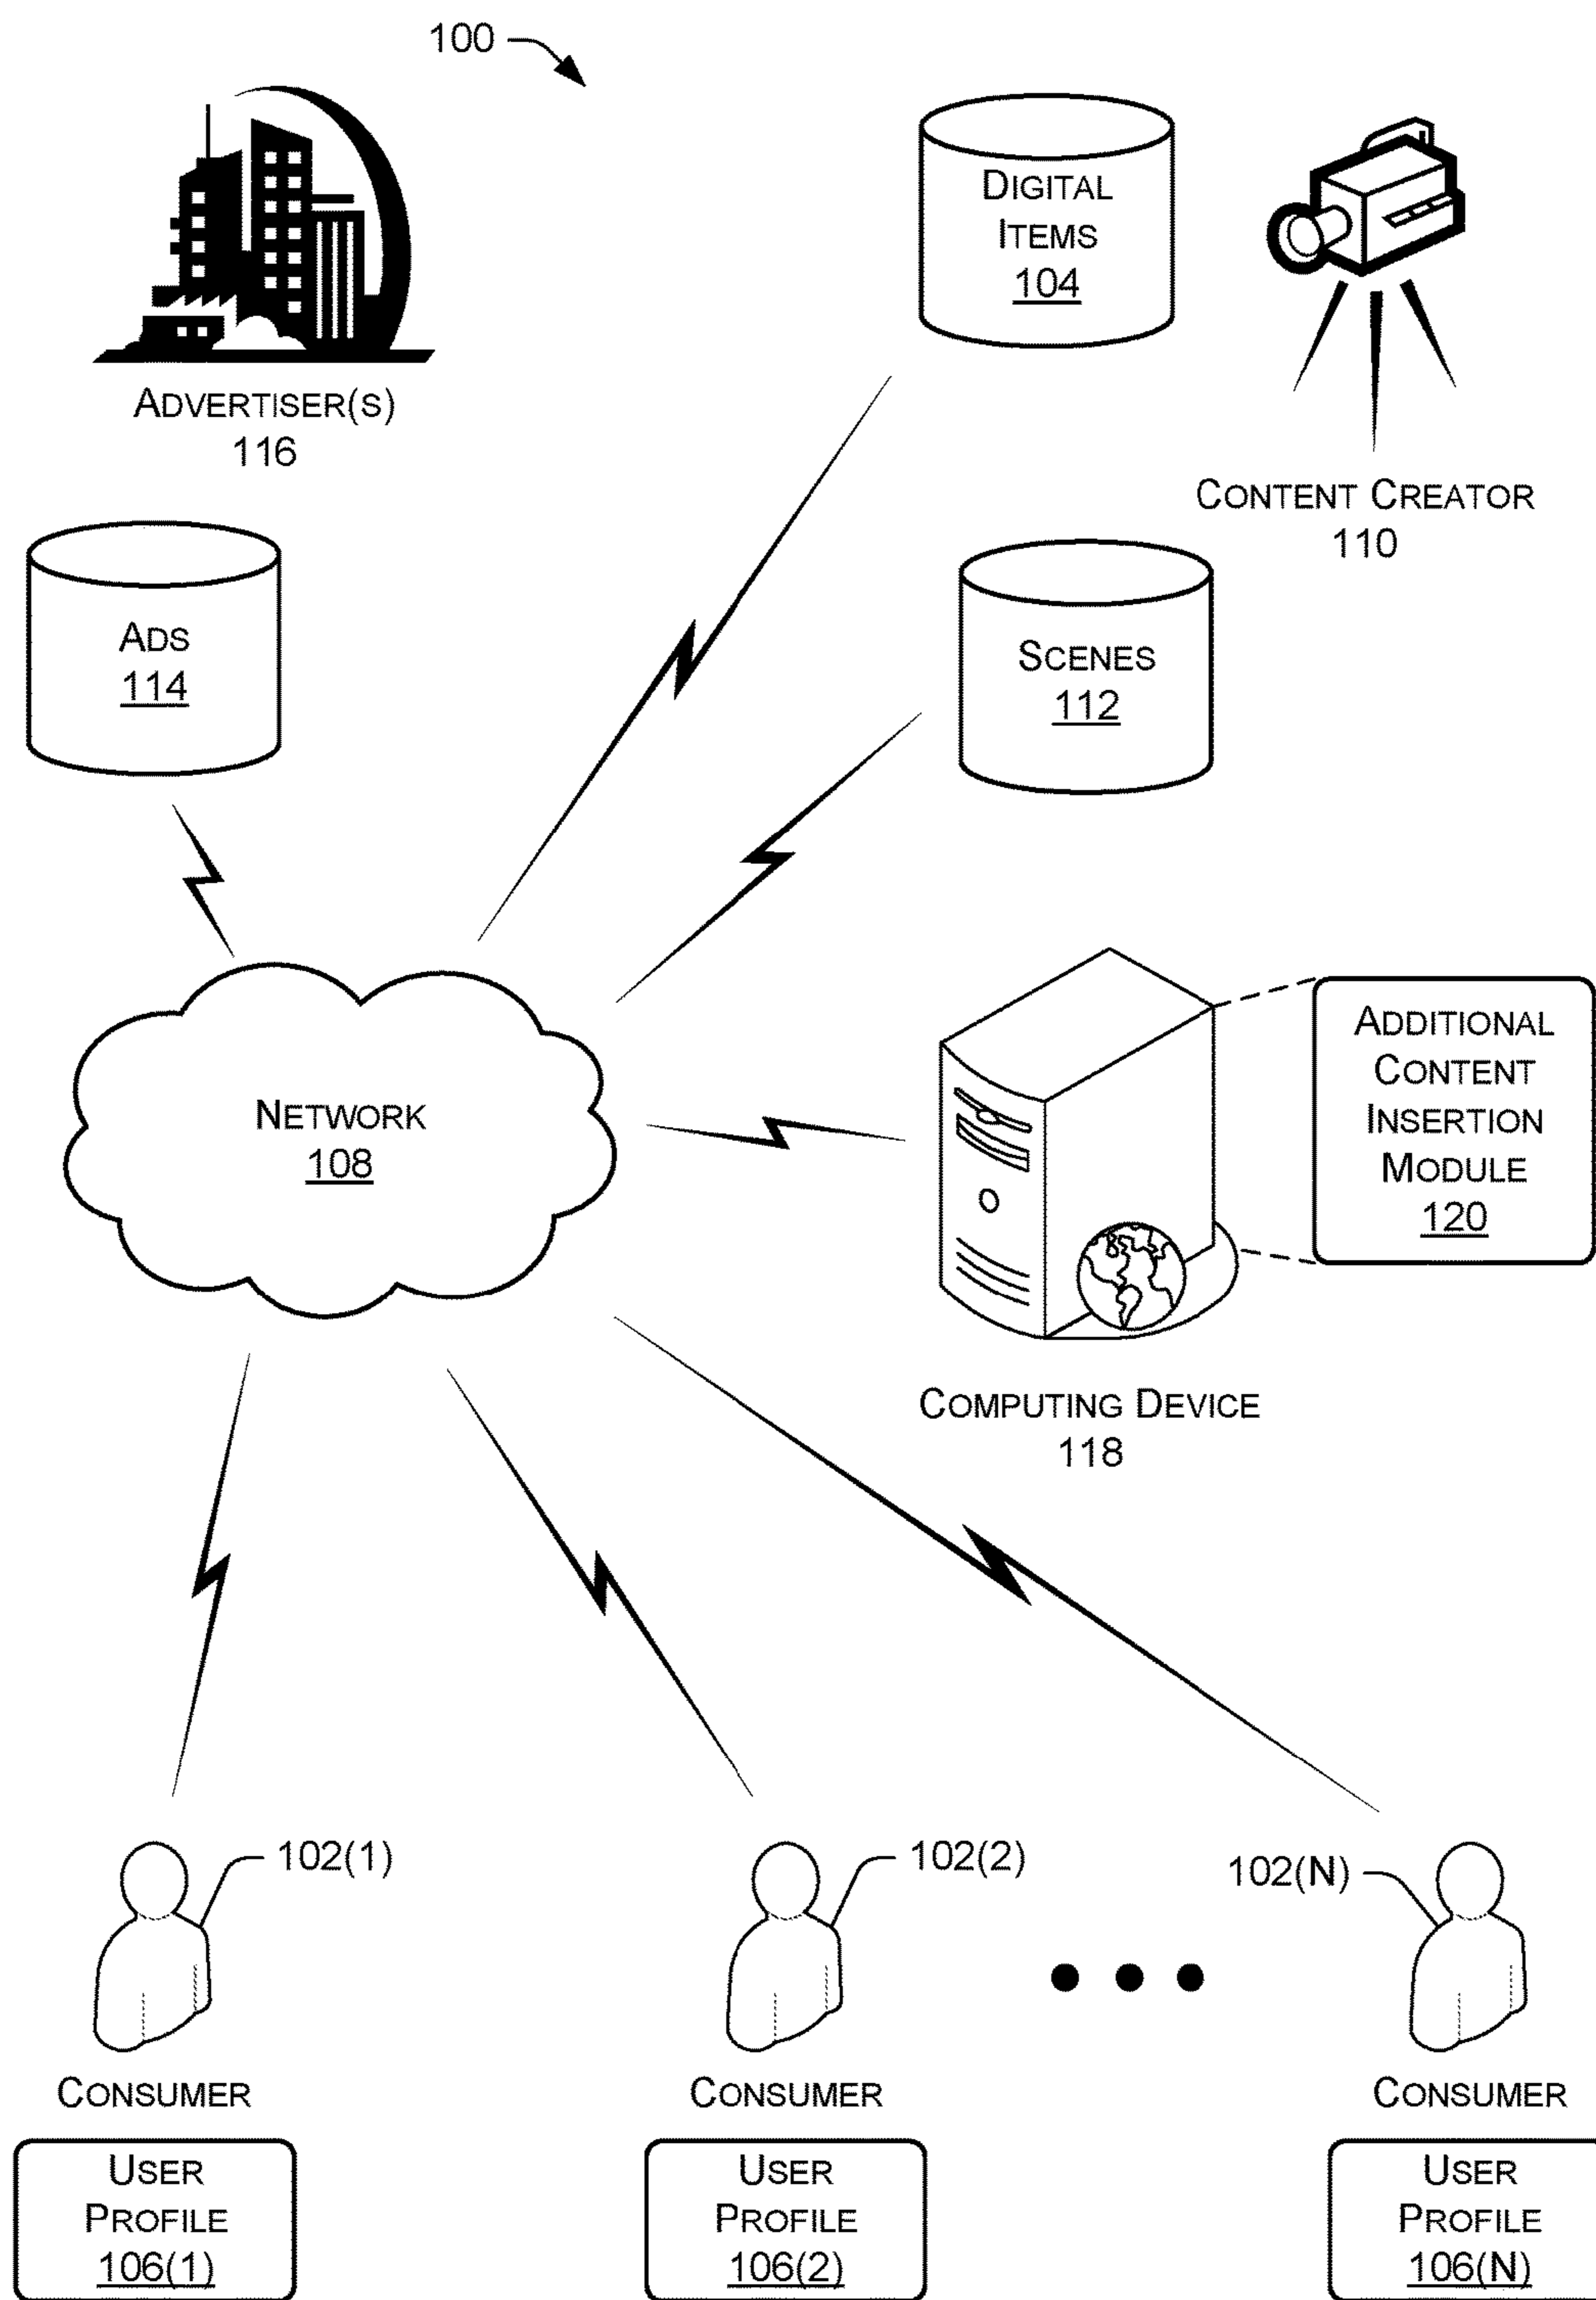 100
DIGITAL
ITEMS
104
ADVERTISER(S)
116
CONTENT CREATOR
110
ADS
114
SCENES
112
NETWORK
108
ADDITIONAL
CONTENT
INSERTION
MODULE
120
COMPUTING DEVICE
118
102(1)
102(2)
102(N)
CONSUMER
CONSUMER
CONSUMER
USER
PROFILE
106(1)
USER
PROFILE
106(2)
USER
PROFILE
106(N)